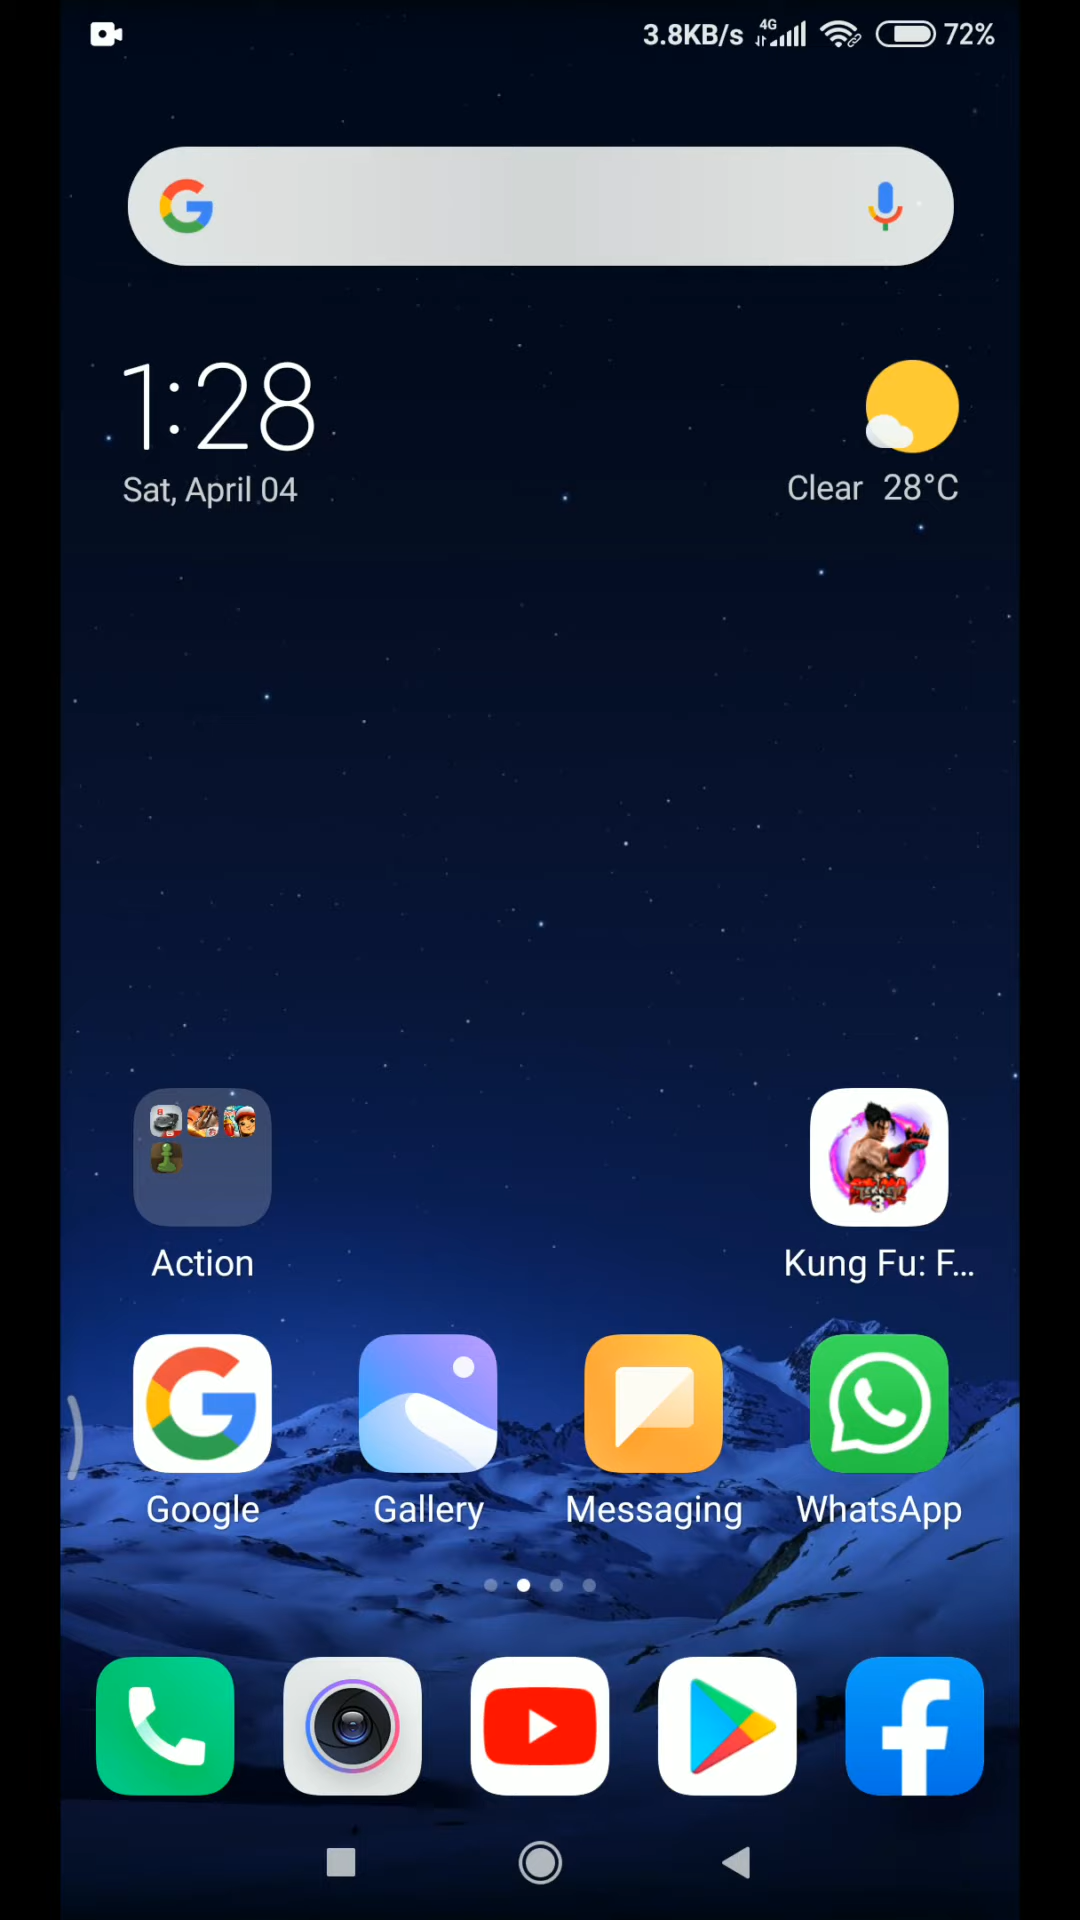 3.8KB/s 4G 72%
1:28
Sat, April 04
Clear 28°C
Action
Kung Fu: F...
Google
Gallery
Messaging
WhatsApp